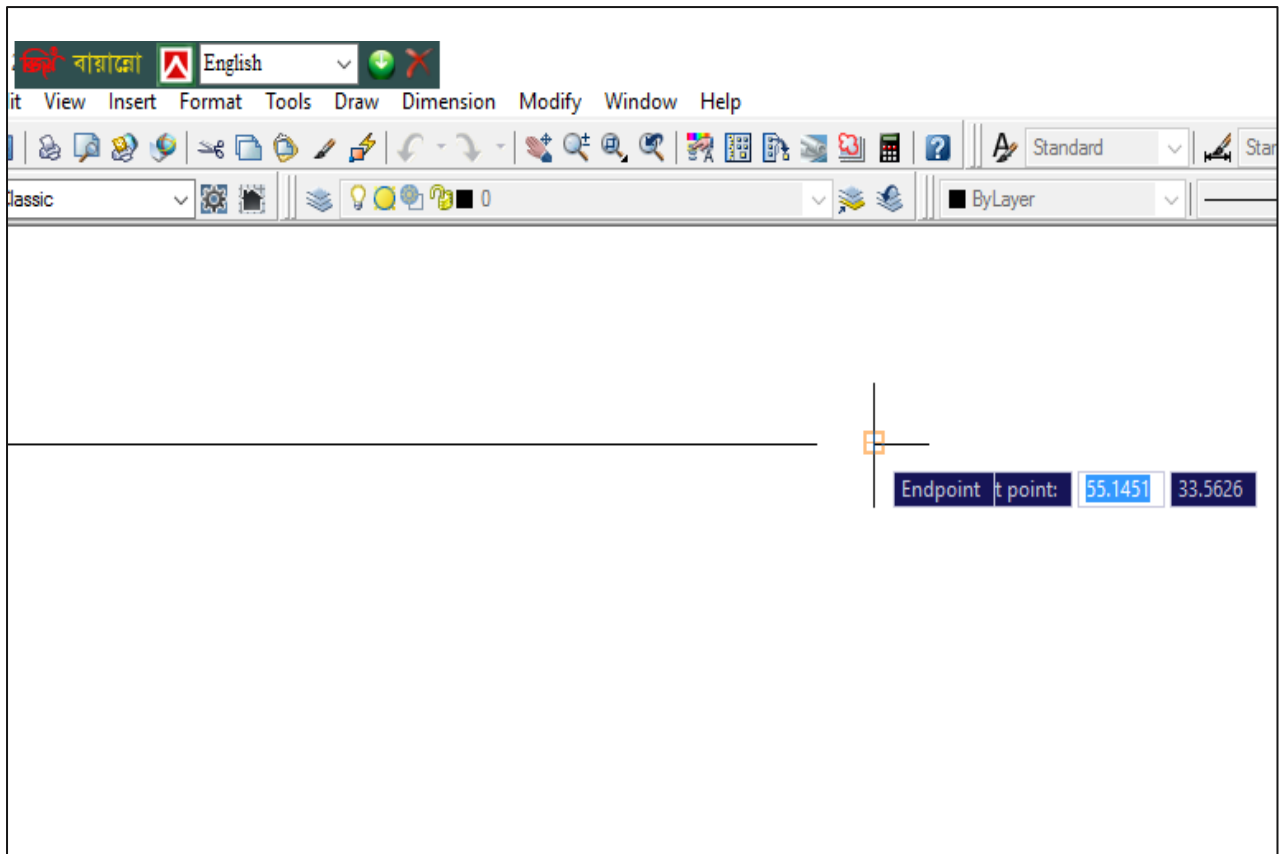 বিজয় বায়ান্নো English
it View Insert Format Tools Draw Dimension Modify Window Help
Standard Star
lassic 0 ByLayer
Endpoint t point: 55.1451 33.5626